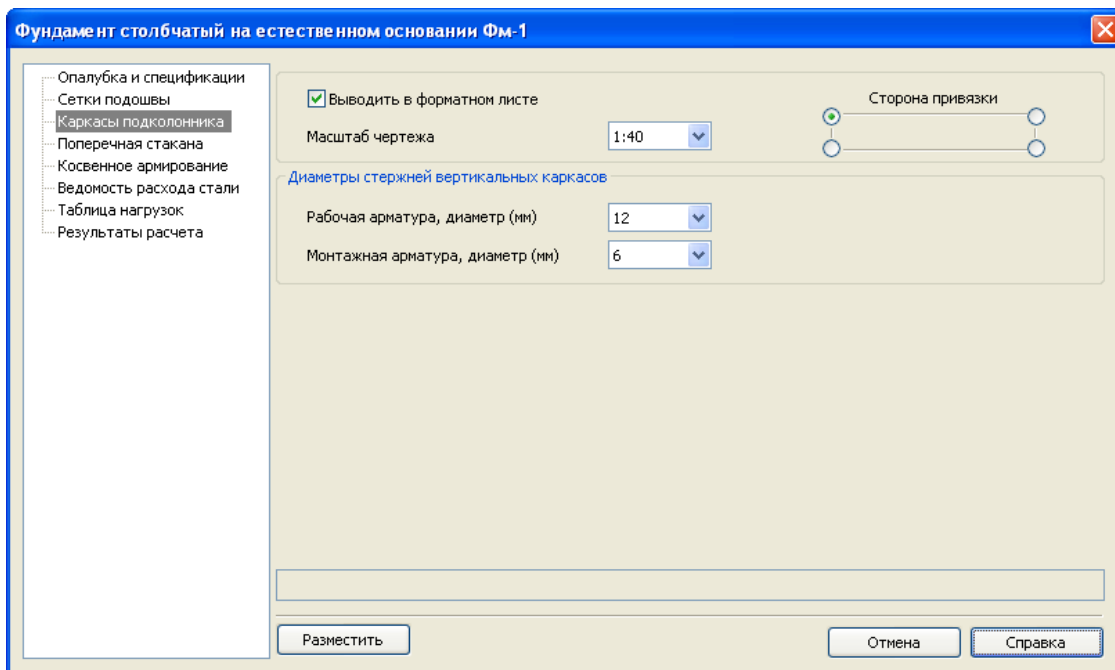 Фундамент столбчатый на естественном основании Фм-1
Опалубка и спецификации
Сетки подошвы
Каркасы подколонника
Поперечная стакана
Косвенное армирование
Ведомость расхода стали
Таблица нагрузок
Результаты расчета
Выводить в форматном листе
Сторона привязки
Масштаб чертежа
1:40
Диаметры стержней вертикальных каркасов
Рабочая арматура, диаметр (мм)
12
Монтажная арматура, диаметр (мм)
6
Разместить
Отмена
Справка